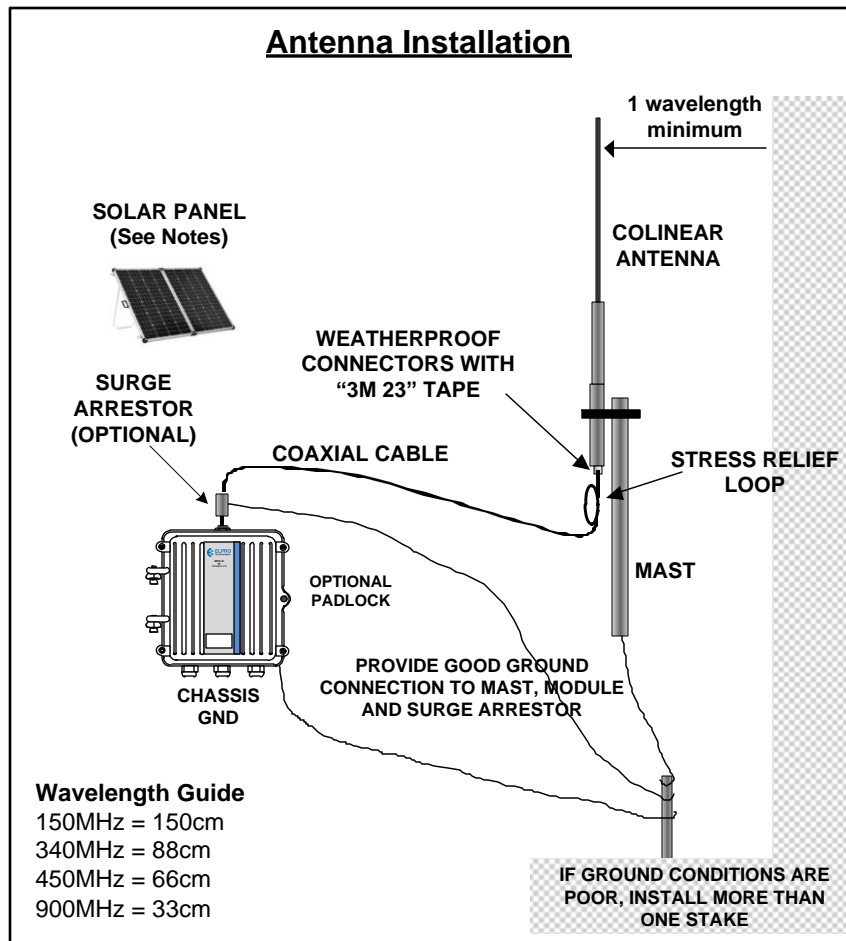 Antenna Installation
1 wavelength
minimum
SOLAR PANEL
(See Notes)
COLINEAR
ANTENNA
WEATHERPROOF
CONNECTORS WITH
“3M 23” TAPE
SURGE
ARRESTOR
(OPTIONAL)
COAXIAL CABLE
STRESS RELIEF
LOOP
ELPRO
OPTIONAL
PADLOCK
MAST
PROVIDE GOOD GROUND
CONNECTION TO MAST, MODULE
AND SURGE ARRESTOR
CHASSIS
GND
Wavelength Guide
150MHz = 150cm
340MHz = 88cm
450MHz = 66cm
900MHz = 33cm
IF GROUND CONDITIONS ARE
POOR, INSTALL MORE THAN
ONE STAKE